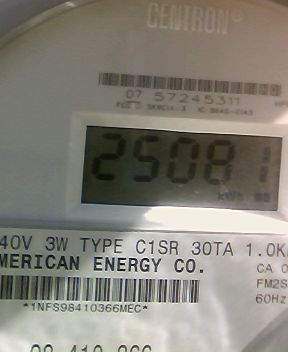 CENTRON®
07 57245311
25081
kWh
40V 3W TYPE C1SR 30TA 1.0K
MERICAN ENERGY CO.
CA 0
FM2S
60Hz
*1NFS98410366MEC*